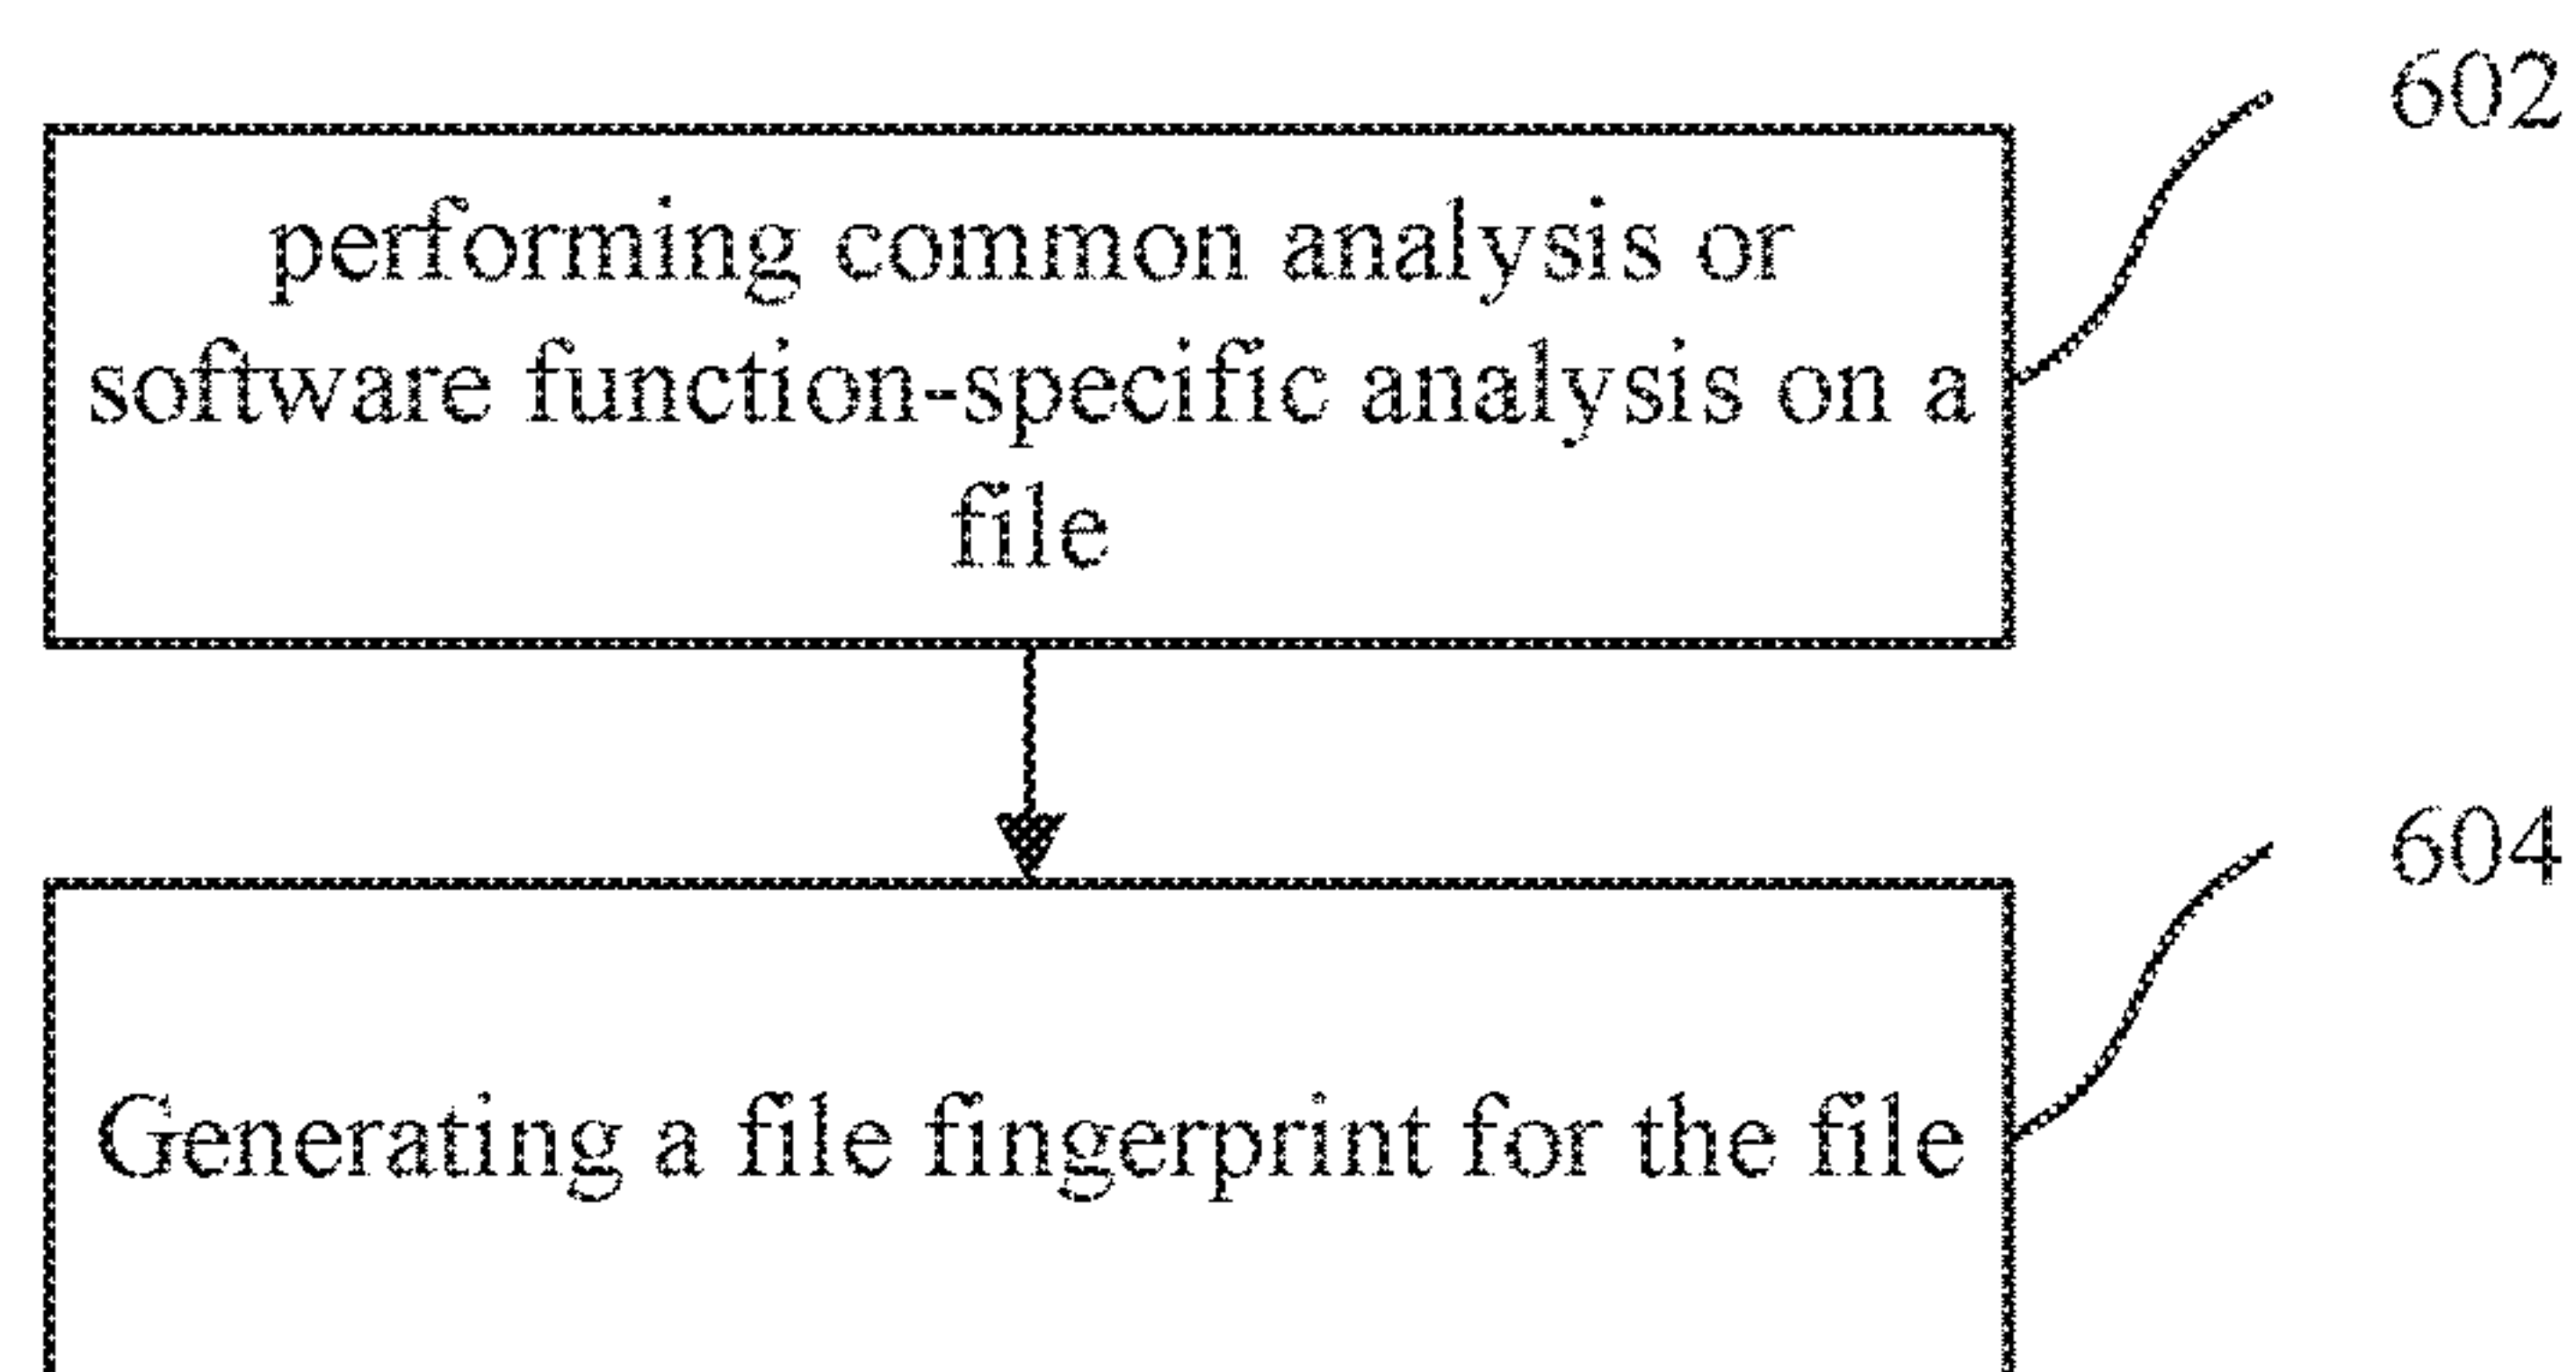 602
performing common analysis or
software function-specific analysis on a
file
604
Generating a file fingerprint for the file